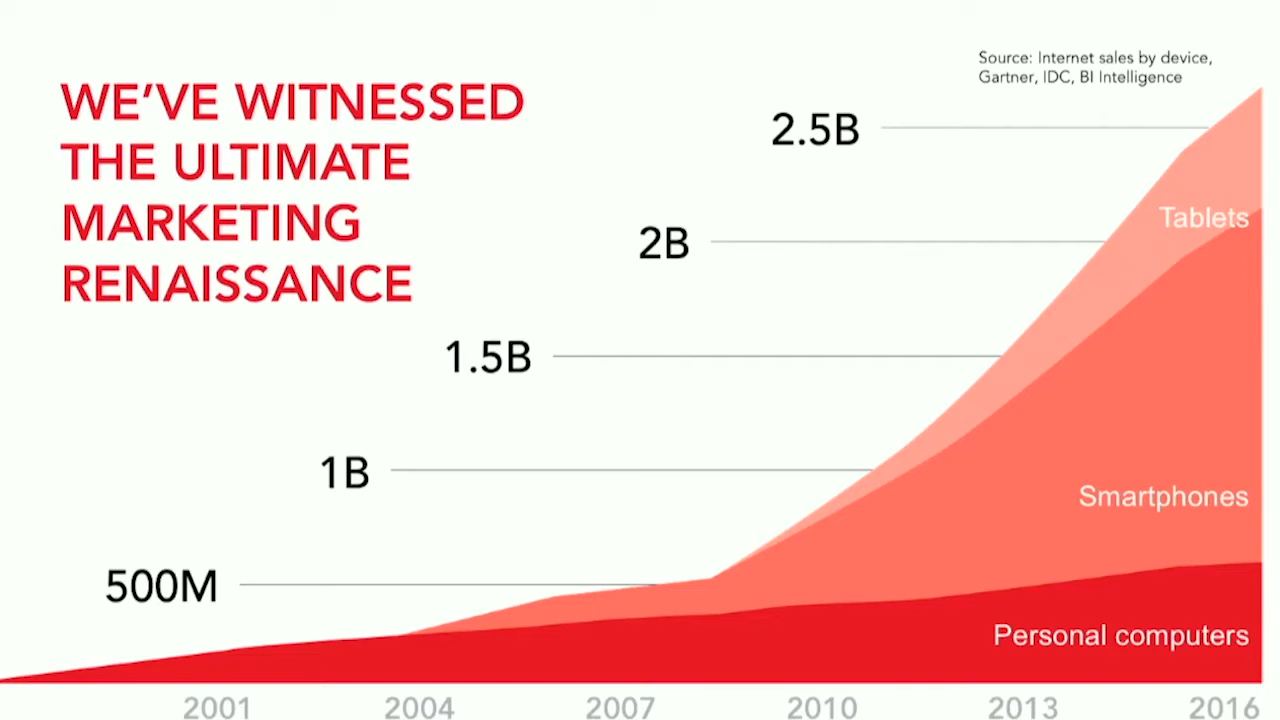 Source: Internet sales by device,
Gartner, IDC, BI Intelligence
WE’VE WITNESSED
THE ULTIMATE
MARKETING
RENAISSANCE
2.5B
2B
1.5B
1B
500M
Tablets
Smartphones
Personal computers
2001 2004 2007 2010 2013 2016